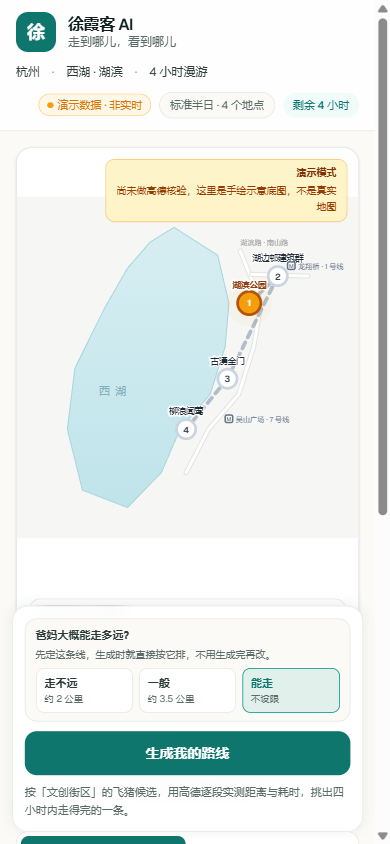 徐
徐霞客 AI
走到哪儿，看到哪儿
杭州 · 西湖 · 湖滨 · 4 小时漫游
演示数据 · 非实时
标准半日 · 4 个地点
剩余 4 小时
演示模式
尚未做高德核验，这里是手绘示意底图，不是真实
地图
湖滨路 · 南山路
湖边邨建筑群
龙翔桥 · 1 号线
2
湖滨公园
1
古涌金门
3
西 湖
柳浪闻莺
4
吴山广场 · 7 号线
爸妈大概能走多远？
先定这条线，生成时就直接按它排，不用生成完再改。
走不远
约 2 公里
一般
约 3.5 公里
能走
不设限
生成我的路线
按「文创街区」的飞猪候选，用高德逐段实测距离与耗时，挑出四
小时内走得完的一条。